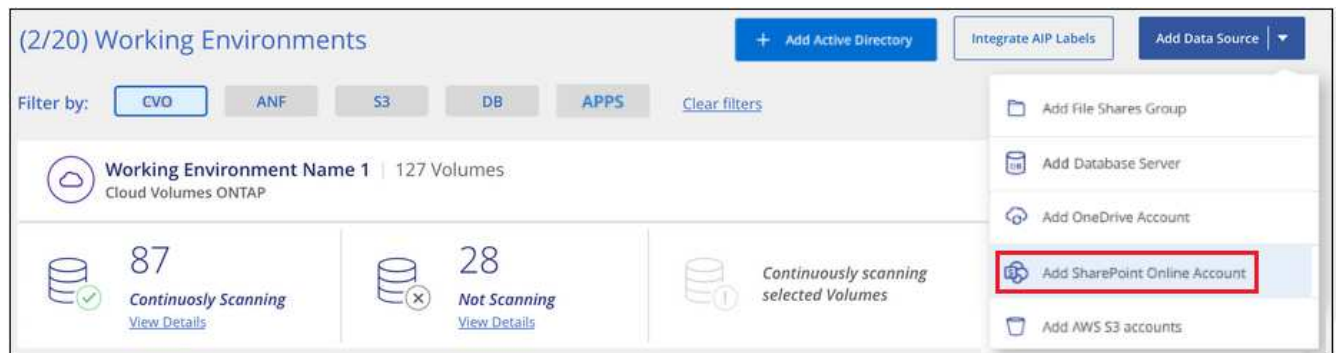 (2/20) Working Environments
+ Add Active Directory
Integrate AIP Labels
Add Data Source
Filter by:
CVO
ANF
S3
DB
APPS
Clear filters
Working Environment Name 1 | 127 Volumes
Cloud Volumes ONTAP
87
Continuosly Scanning
View Details
28
Not Scanning
View Details
Continuously scanning
selected Volumes
Add File Shares Group
Add Database Server
Add OneDrive Account
Add SharePoint Online Account
Add AWS S3 accounts